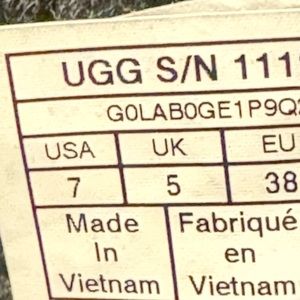 UGG S/N 111
G0LAB0GE1P9Q
USA UK EU
7 5 38
Made Fabriqué
In en
Vietnam Vietnam